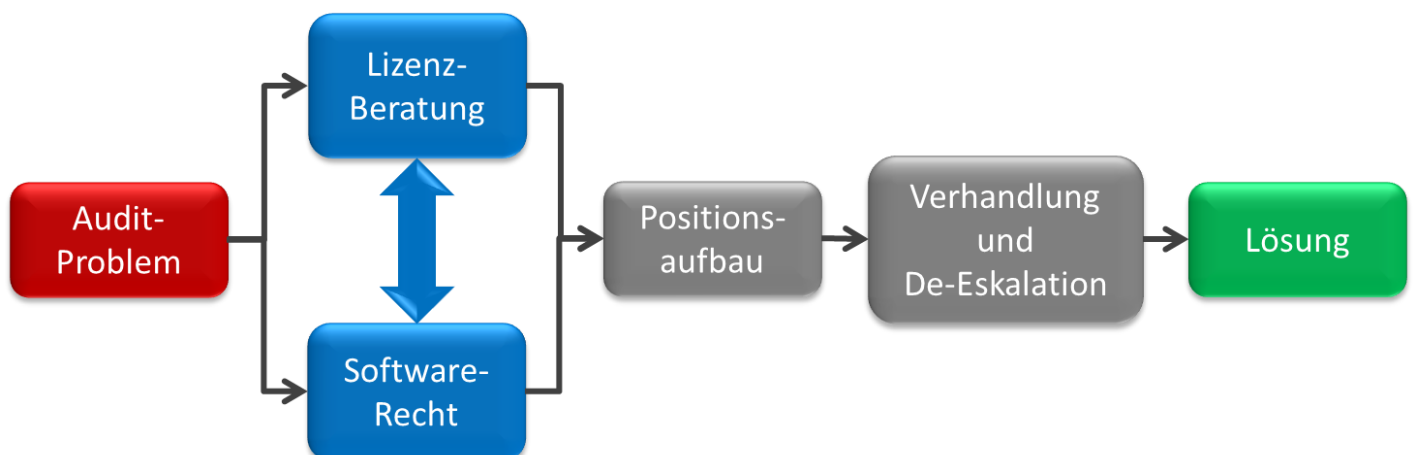 Audit-
Problem
Lizenz-
Beratung
Software-
Recht
Positions-
aufbau
Verhandlung
und
De-Eskalation
Lösung